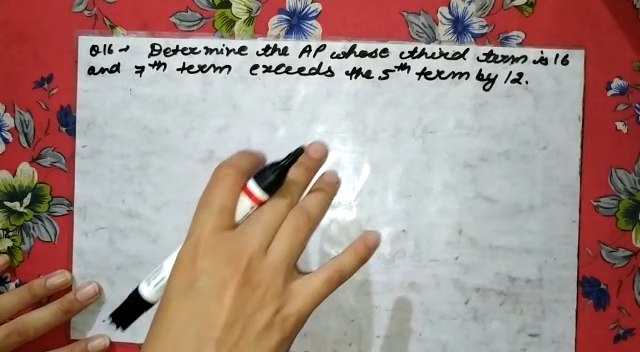 Q16→ Determine the AP whose third term is 16
and 7th term exceeds the 5th term by 12.